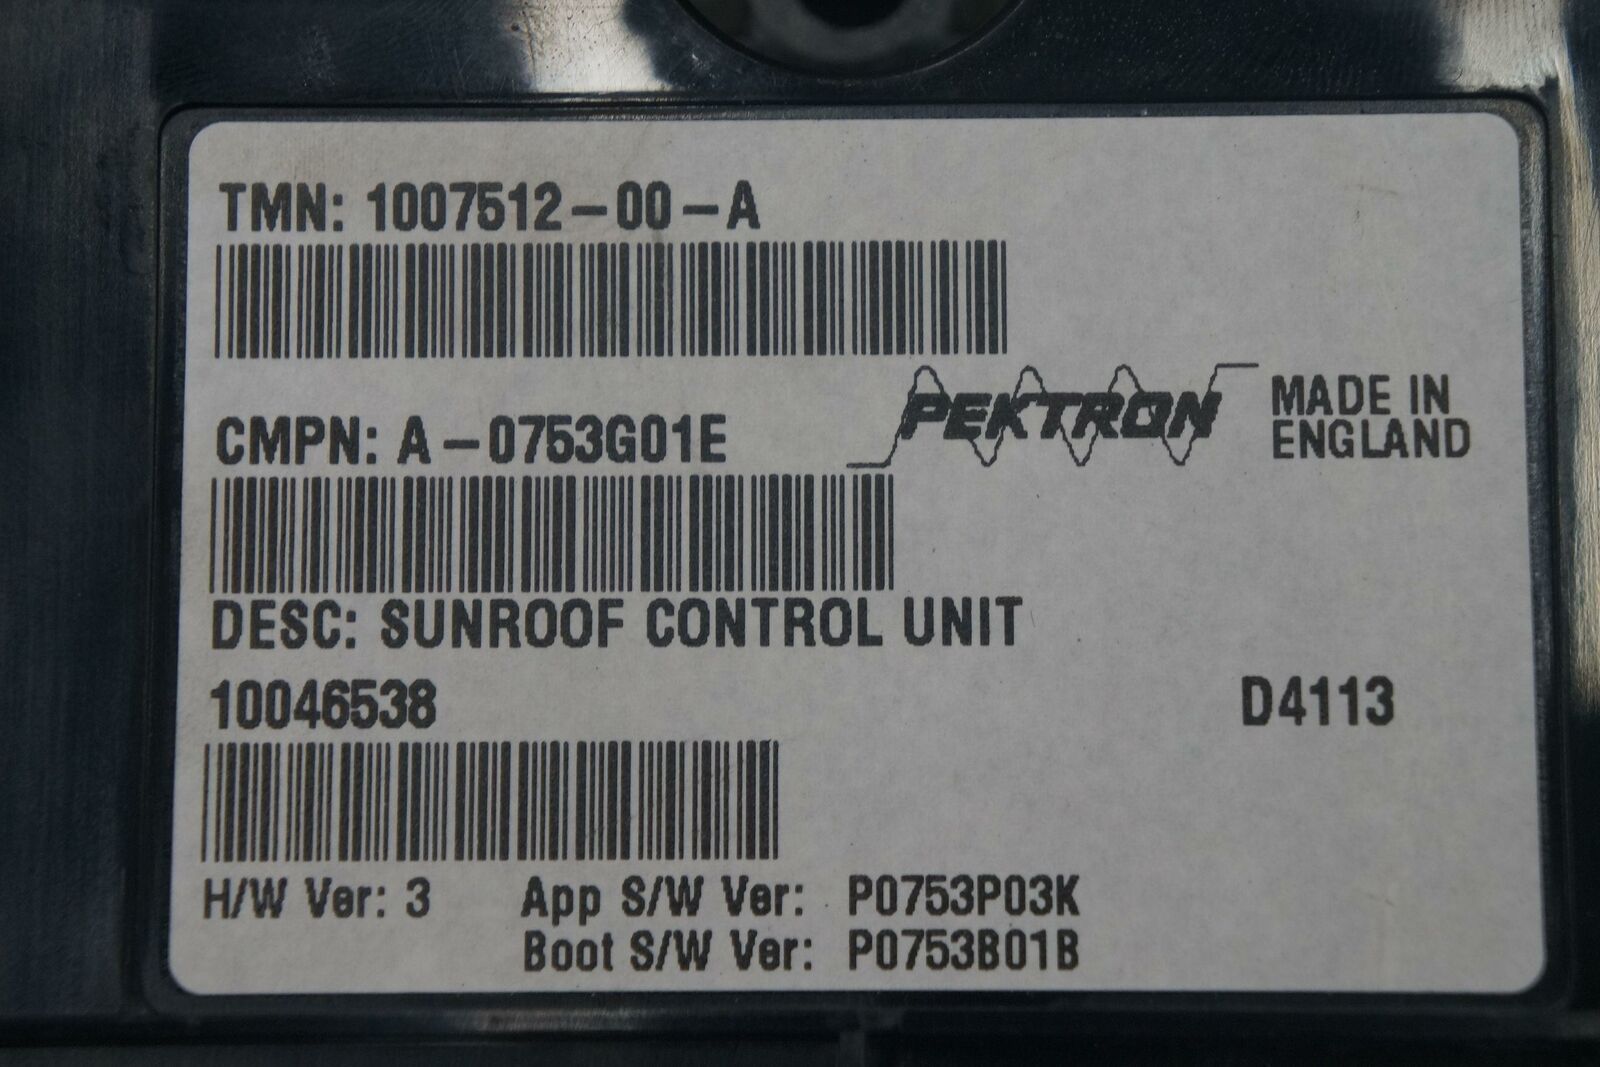 TMN: 1007512-00-A
CMPN: A-0753G01E
PEKTRON
MADE IN
ENGLAND
DESC: SUNROOF CONTROL UNIT
10046538 D4113
H/W Ver: 3 App S/W Ver: P0753P03K
Boot S/W Ver: P0753B01B